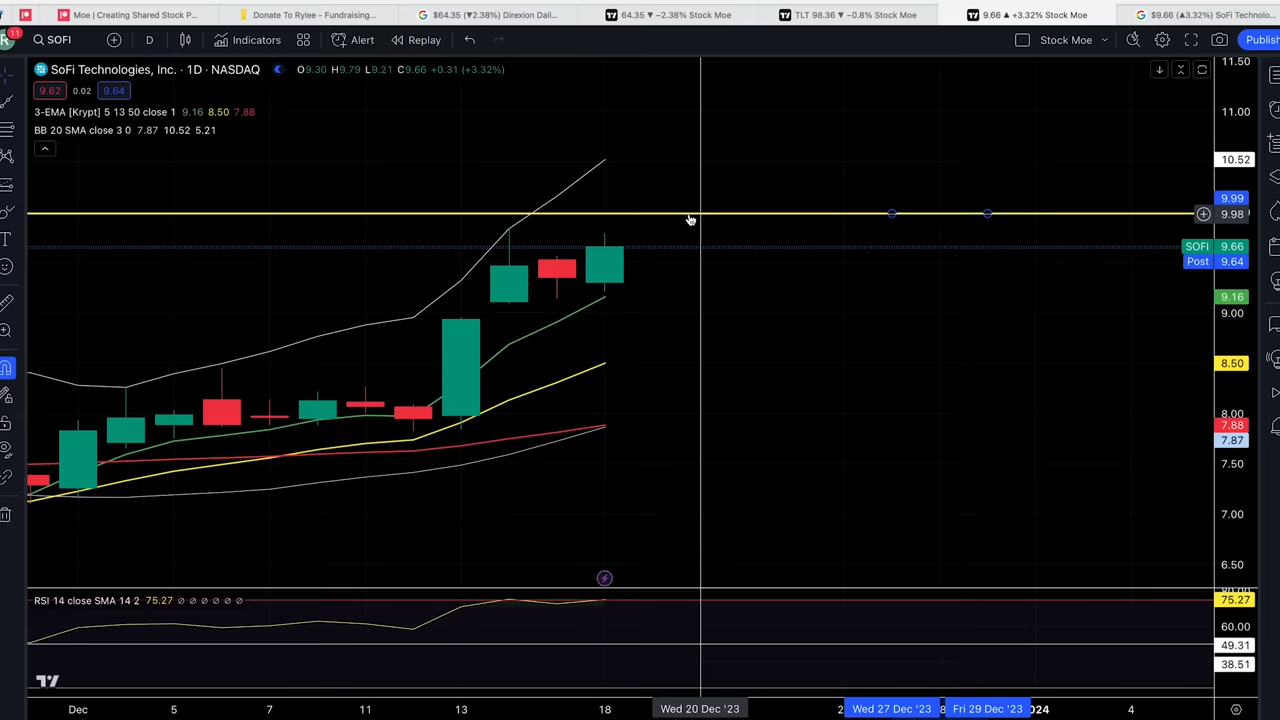 Moe | Creating Shared Stock P...
Donate To Rylee - Fundraising...
$64.35 (▼2.38%) Direxion Dail...
64.35 ▼ −2.38% Stock Moe
TLT 98.36 ▼ −0.8% Stock Moe
9.66 ▲ +3.32% Stock Moe
$9.66 (▲3.32%) SoFi Technolo...
11
SOFI
D
Indicators
Alert
Replay
Stock Moe
Publish
SoFi Technologies, Inc. · 1D · NASDAQ
O9.30 H9.79 L9.21 C9.66 +0.31 (+3.32%)
9.62 0.02 9.64
3-EMA [Krypt] 5 13 50 close 1 9.16 8.50 7.88
BB 20 SMA close 3 0 7.87 10.52 5.21
11.50
11.00
10.52
9.99
9.98
SOFI 9.66
Post 9.64
9.16
9.00
8.50
8.00
7.88
7.87
7.50
7.00
6.50
RSI 14 close SMA 14 2 75.27 ∅ ∅ ∅ ∅ ∅ ∅
75.27
60.00
49.31
38.51
Dec 5 7 11 13 18 Wed 20 Dec '23 Wed 27 Dec '23 Fri 29 Dec '23 2024 4